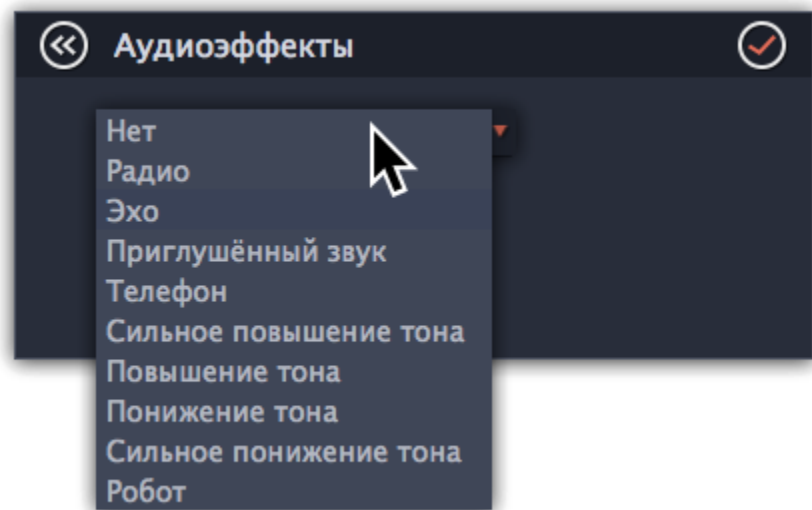 Аудиоэффекты
Нет
Радио
Эхо
Приглушённый звук
Телефон
Сильное повышение тона
Повышение тона
Понижение тона
Сильное понижение тона
Робот